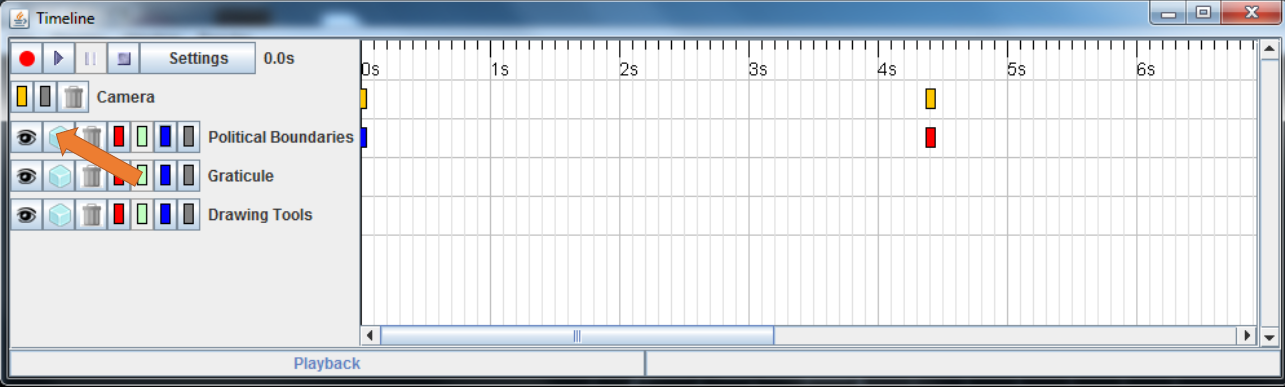 Timeline
Settings 0.0s
0s 1s 2s 3s 4s 5s 6s
Camera
Political Boundaries
Graticule
Drawing Tools
Playback